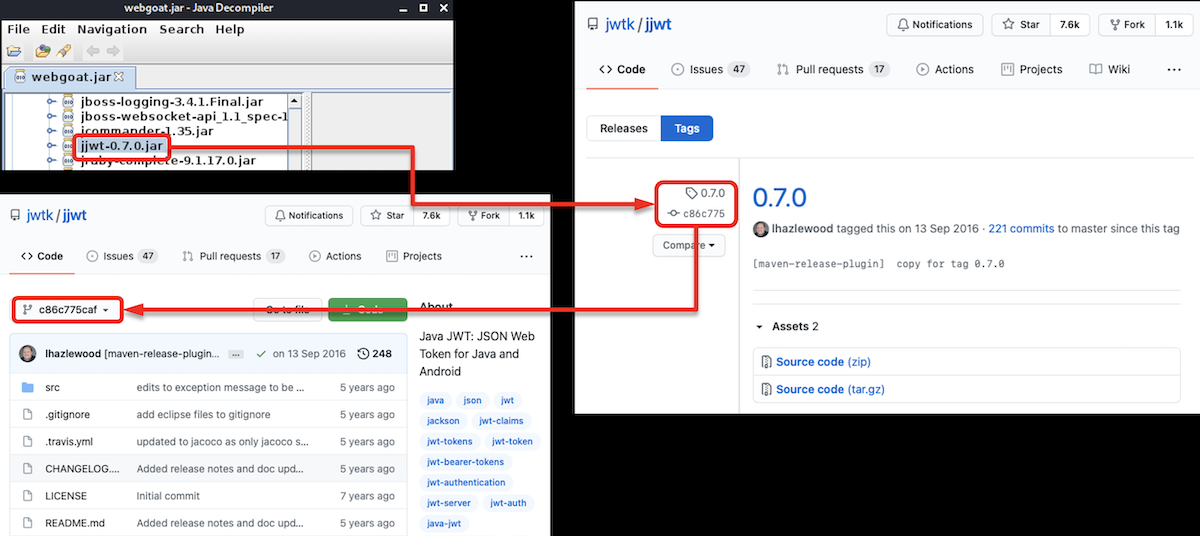 webgoat.jar - Java Decompiler
File Edit Navigation Search Help
webgoat.jar
jboss-logging-3.4.1.Final.jar
jboss-websocket-api_1.1_spec-1
jcommander-1.35.jar
jjwt-0.7.0.jar
jruby-complete-9.1.17.0.jar
jwtk / jjwt
Notifications Star 7.6k Fork 1.1k
Code Issues 47 Pull requests 17 Actions Projects Wiki ...
Releases Tags
0.7.0
c86c775
Compare
0.7.0
lhazlewood tagged this on 13 Sep 2016 · 221 commits to master since this tag
[maven-release-plugin] copy for tag 0.7.0
Assets 2
Source code (zip)
Source code (tar.gz)
jwtk / jjwt
Notifications Star 7.6k Fork 1.1k
Code Issues 47 Pull requests 17 Actions Projects ...
c86c775caf Go to file Code
lhazlewood [maven-release-plugin... ... on 13 Sep 2016 248
src edits to exception message to be ... 5 years ago
.gitignore add eclipse files to gitignore 5 years ago
.travis.yml updated to jacoco as only jacoco s... 5 years ago
CHANGELOG.... Added release notes and doc upd... 5 years ago
LICENSE Initial commit 7 years ago
README.md Added release notes and doc upd... 5 years ago
About
Java JWT: JSON Web
Token for Java and
Android
java json jwt
jackson jwt-claims
jwt-tokens jwt-token
jwt-bearer-tokens
jwt-authentication
jwt-server jwt-auth
java-jwt